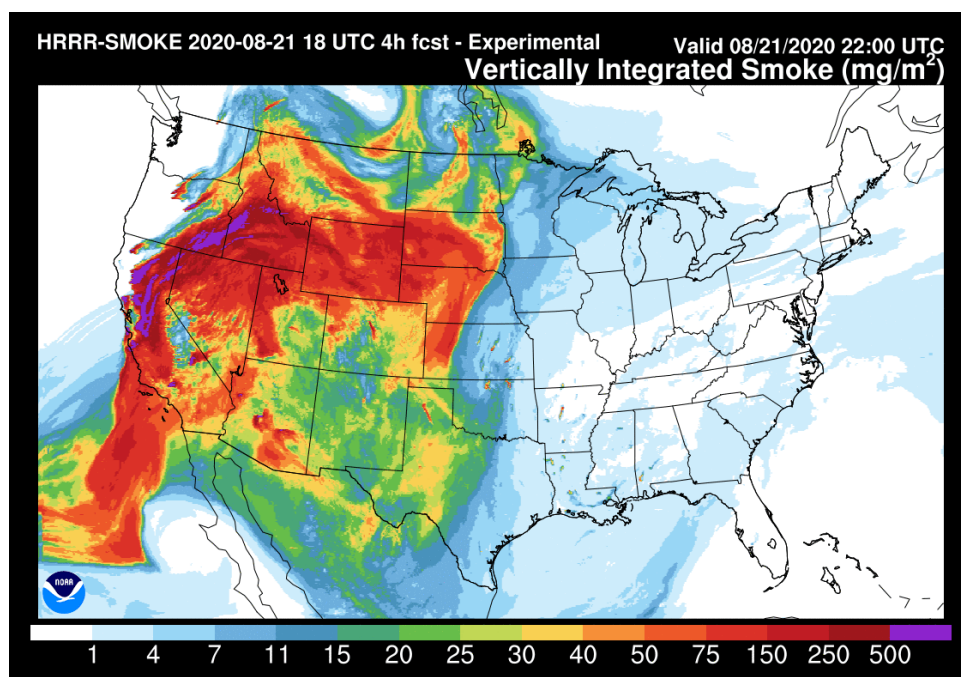 HRRR-SMOKE 2020-08-21 18 UTC 4h fcst - Experimental
Valid 08/21/2020 22:00 UTC
Vertically Integrated Smoke (mg/m²)
NOAA
1 4 7 11 15 20 25 30 40 50 75 150 250 500